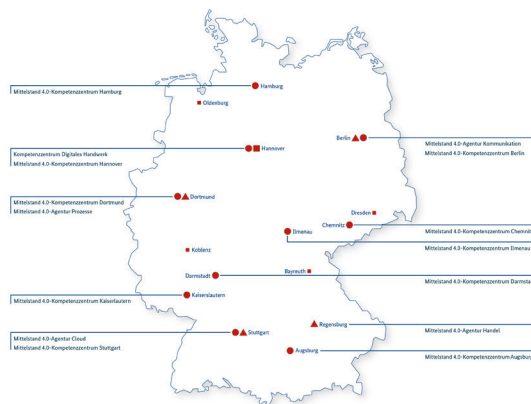 Hamburg
Mittelstand 4.0-Kompetenzzentrum Hamburg
Oldenburg
Berlin
Mittelstand 4.0-Agentur Kommunikation
Mittelstand 4.0-Kompetenzzentrum Berlin
Hannover
Kompetenzzentrum Digitales Handwerk
Mittelstand 4.0-Kompetenzzentrum Hannover
Dortmund
Mittelstand 4.0-Kompetenzzentrum Dortmund
Mittelstand 4.0-Agentur Prozesse
Dresden
Chemnitz
Mittelstand 4.0-Kompetenzzentrum Chemnit
Ilmenau
Mittelstand 4.0-Kompetenzzentrum Ilmenau
Koblenz
Bayreuth
Darmstadt
Mittelstand 4.0-Kompetenzzentrum Darmsta
Kaiserslautern
Mittelstand 4.0-Kompetenzzentrum Kaiserlautern
Regensburg
Mittelstand 4.0-Agentur Handel
Stuttgart
Mittelstand 4.0-Agentur Cloud
Mittelstand 4.0-Kompetenzzentrum Stuttgart
Augsburg
Mittelstand 4.0-Kompetenzzentrum Augsburg